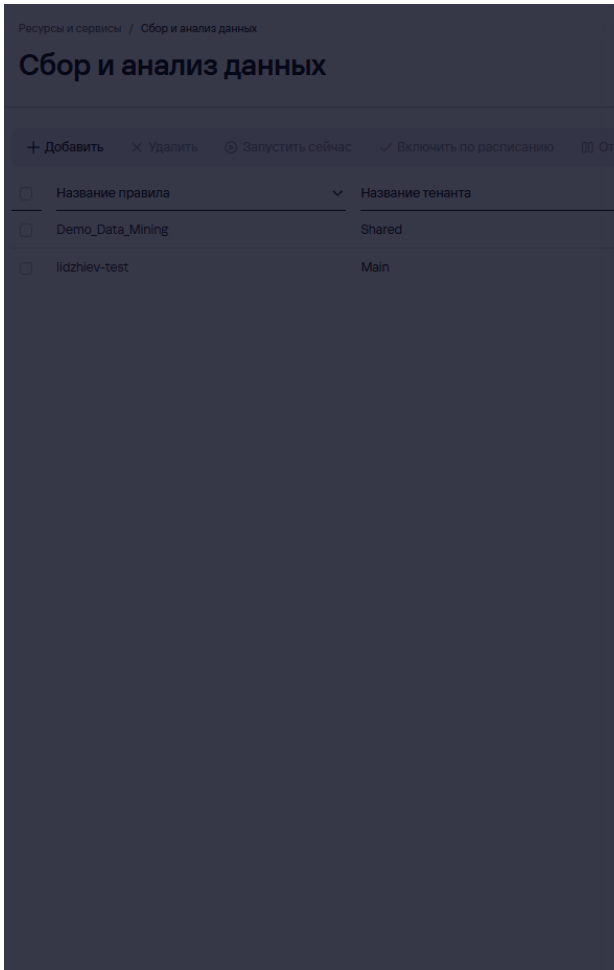 Ресурсы и сервисы / Сбор и анализ данных
Сбор и анализ данных
Добавить Удалить Запустить сейчас Включить по расписанию От
Название правила Название тенанта
Demo_Data_Mining Shared
lidzhiev-test Main